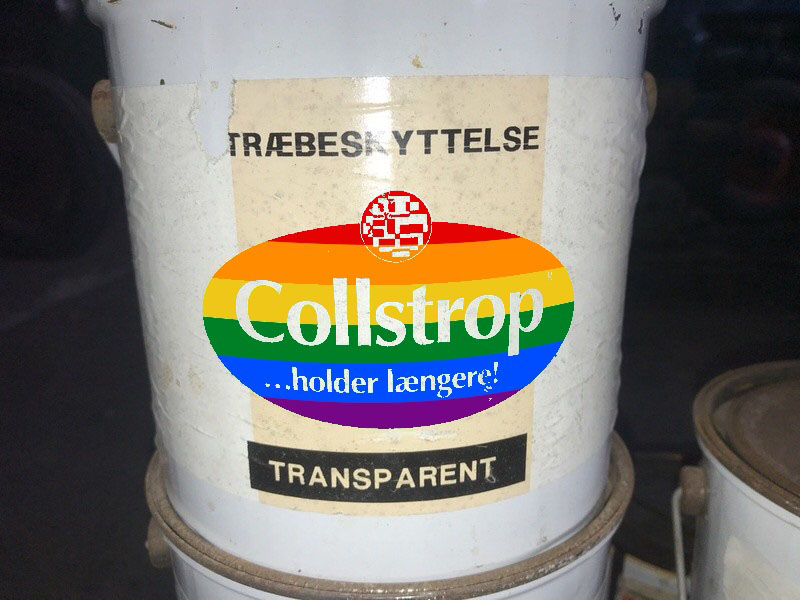 TRÆBESKYTTELSE
Collstrop
...holder længere!
TRANSPARENT